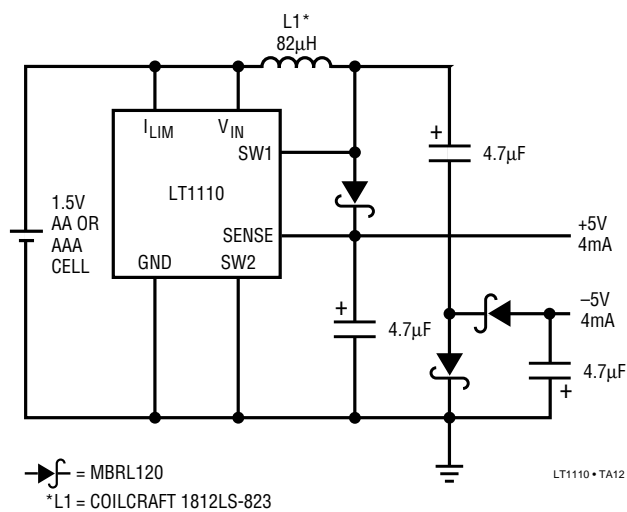 L1*
82μH
I_LIM
V_IN
SW1
4.7μF
LT1110
1.5V
AA OR
AAA
CELL
SENSE
+5V
4mA
GND
SW2
–5V
4mA
4.7μF
4.7μF
= MBRL120
*L1 = COILCRAFT 1812LS-823
LT1110 • TA12
+
+
+